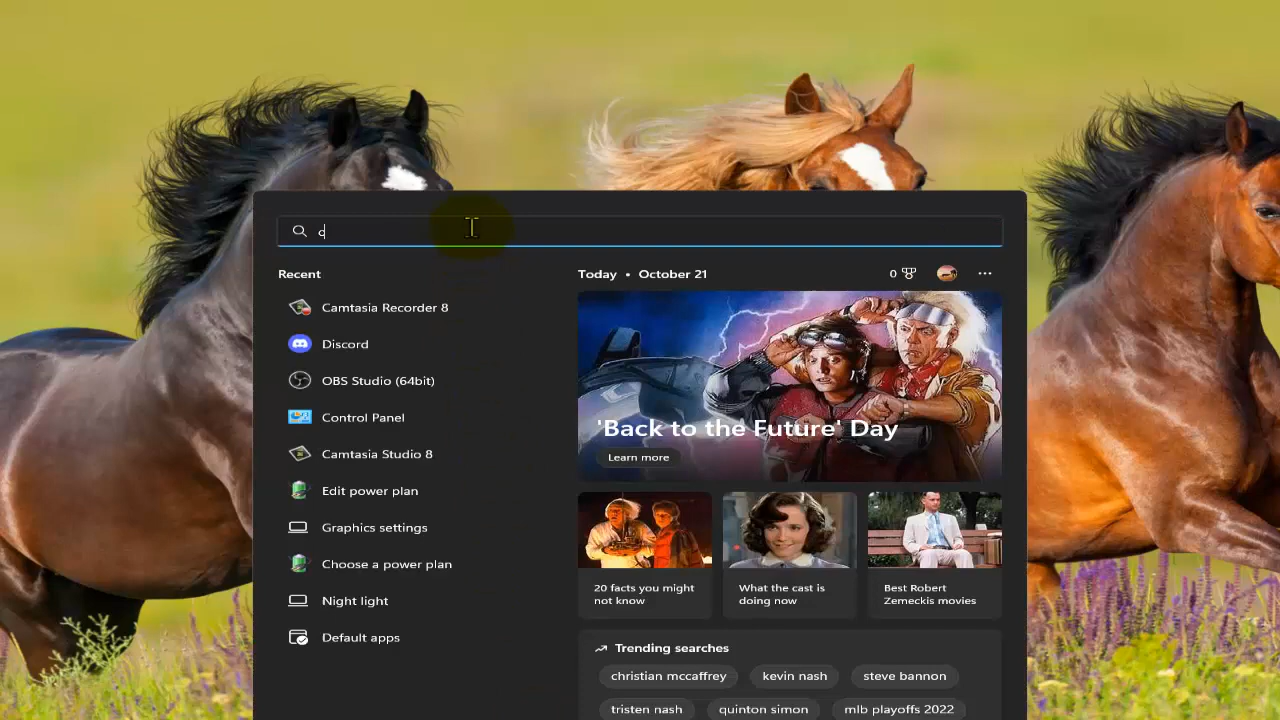 c
Recent
Camtasia Recorder 8
Discord
OBS Studio (64bit)
Control Panel
Camtasia Studio 8
Edit power plan
Graphics settings
Choose a power plan
Night light
Default apps
Today • October 21
0
'Back to the Future' Day
Learn more
20 facts you might
not know
What the cast is
doing now
Best Robert
Zemeckis movies
Trending searches
christian mccaffrey
kevin nash
steve bannon
tristen nash
quinton simon
mlb playoffs 2022